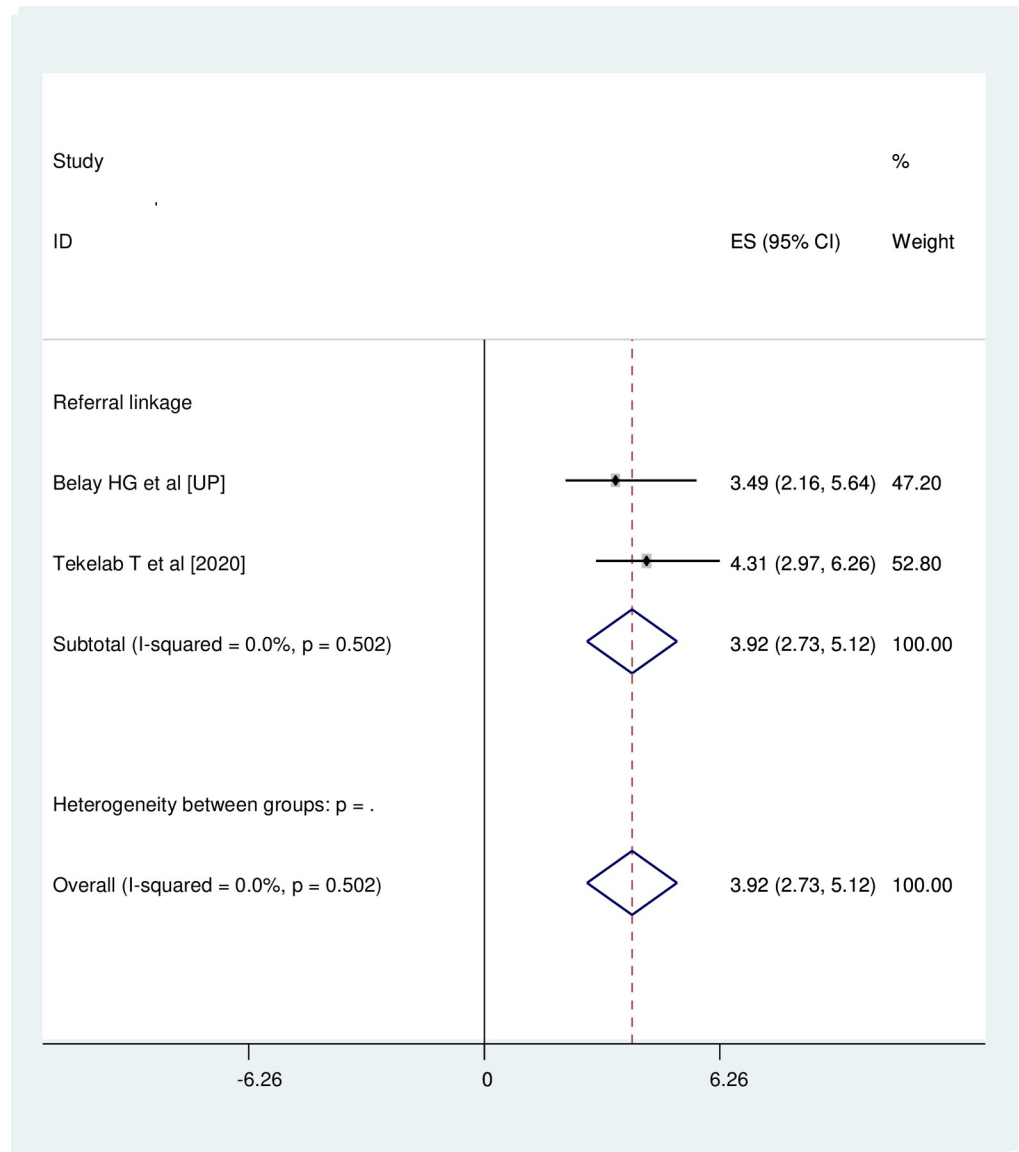 Study %
ID ES (95% CI) Weight
Referral linkage
Belay HG et al [UP] 3.49 (2.16, 5.64) 47.20
Tekelab T et al [2020] 4.31 (2.97, 6.26) 52.80
Subtotal (I-squared = 0.0%, p = 0.502) 3.92 (2.73, 5.12) 100.00
Heterogeneity between groups: p = .
Overall (I-squared = 0.0%, p = 0.502) 3.92 (2.73, 5.12) 100.00
-6.26 0 6.26